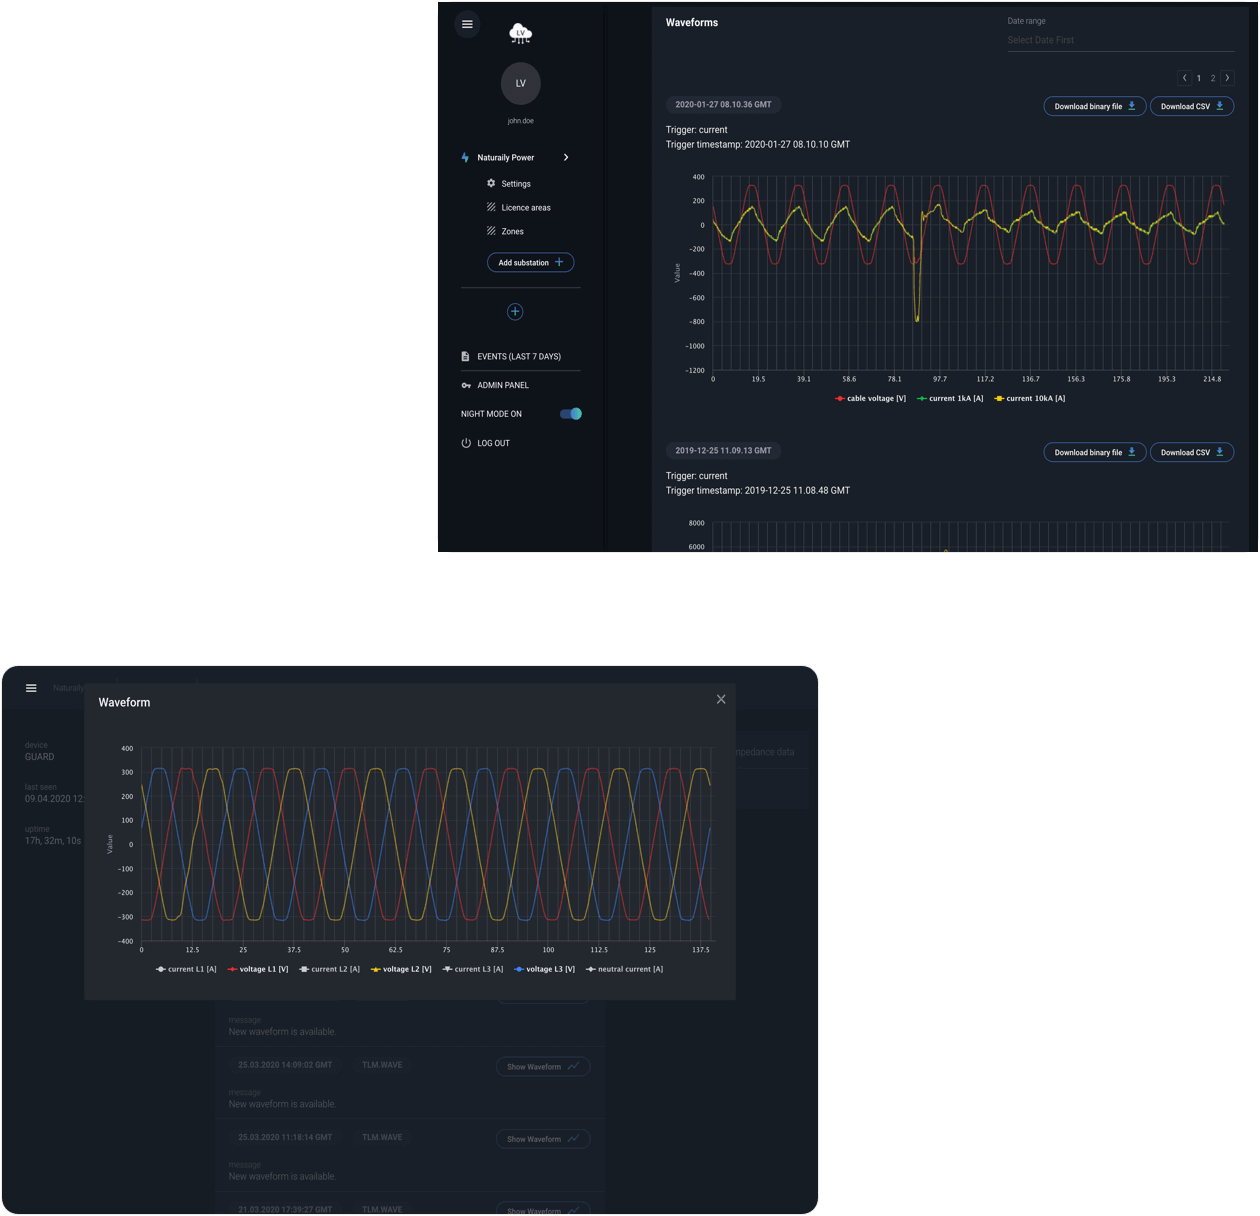 Waveforms
Date range
Select Date First
LV
LV
john.doe
1 2
2020-01-27 08.10.36 GMT
Download binary file
Download CSV
Trigger: current
Trigger timestamp: 2020-01-27 08.10.10 GMT
Naturaily Power
Settings
Licence areas
Zones
Add substation
EVENTS (LAST 7 DAYS)
ADMIN PANEL
NIGHT MODE ON
LOG OUT
400
200
0
-200
-400
-600
-800
-1000
-1200
Value
0 19.5 39.1 58.6 78.1 97.7 117.2 136.7 156.3 175.8 195.3 214.8
cable voltage [V] current 1kA [A] current 10kA [A]
2019-12-25 11.09.13 GMT
Download binary file
Download CSV
Trigger: current
Trigger timestamp: 2019-12-25 11.08.48 GMT
8000
6000
Naturaily
Waveform
device
GUARD
last seen
09.04.2020 12:
uptime
17h, 32m, 10s
mpedance data
400
300
200
100
0
-100
-200
-300
-400
Value
0 12.5 25 37.5 50 62.5 75 87.5 100 112.5 125 137.5
current L1 [A] voltage L1 [V] current L2 [A] voltage L2 [V] current L3 [A] voltage L3 [V] neutral current [A]
message
New waveform is available.
25.03.2020 14:09:02 GMT TLM.WAVE Show Waveform
message
New waveform is available.
25.03.2020 11:18:14 GMT TLM.WAVE Show Waveform
message
New waveform is available.
21.03.2020 17:39:27 GMT TLM.WAVE Show Waveform